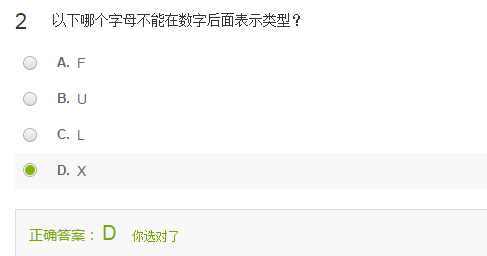 2 以下哪个字母不能在数字后面表示类型？
A. F
B. U
C. L
D. X
正确答案： D 你选对了